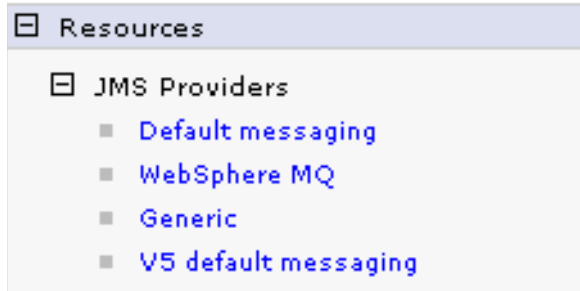 Resources
JMS Providers
Default messaging
WebSphere MQ
Generic
V5 default messaging